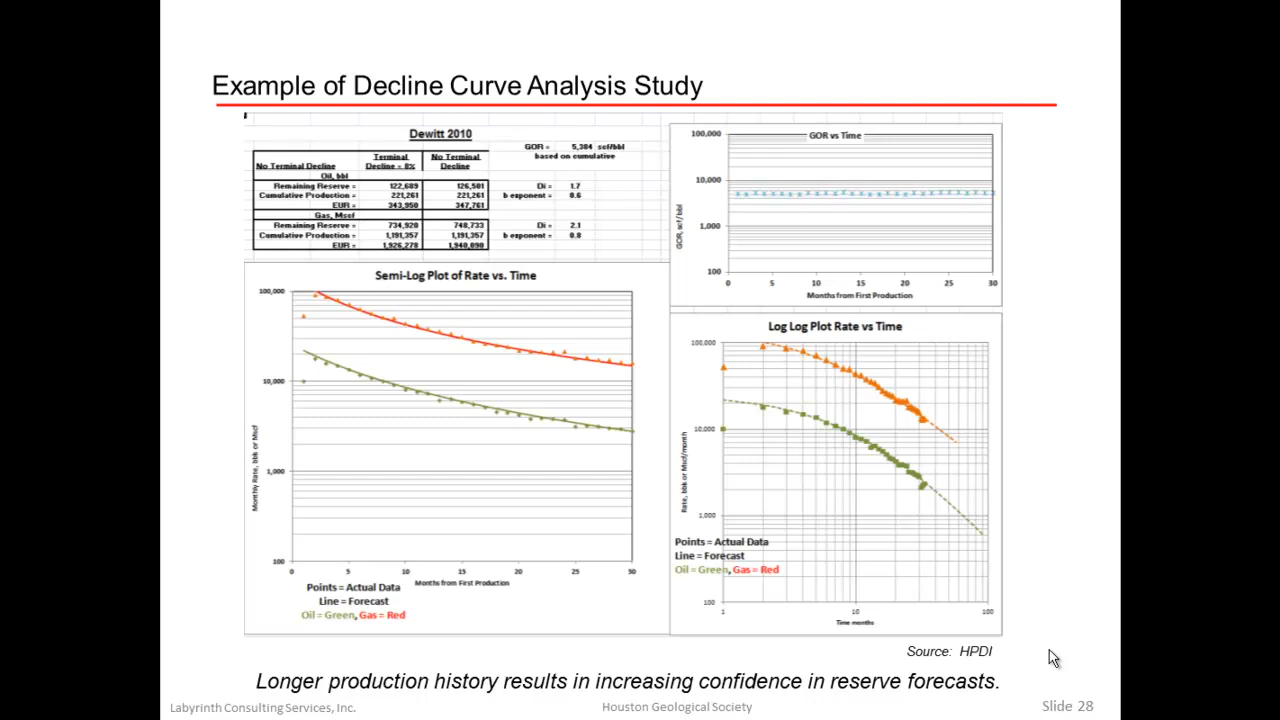 Example of Decline Curve Analysis Study
Dewitt 2010
GOR = 5,384 scf/bbl
based on cumulative
No Terminal Decline Terminal Decline = 8% No Terminal Decline
Oil, bbl
Remaining Reserve = 122,689 126,501 Di = 1.7
Cumulative Production = 221,261 221,261 b exponent = 0.6
EUR = 343,950 347,761
Gas, Mscf
Remaining Reserve = 734,920 748,733 Di = 2.1
Cumulative Production = 1,191,357 1,191,357 b exponent = 0.8
EUR = 1,926,278 1,940,090
GOR vs Time
100,000
10,000
1,000
100
GOR, scf/bbl
0 5 10 15 20 25 30
Months from First Production
Semi-Log Plot of Rate vs. Time
100,000
10,000
1,000
100
Monthly Rate, bbls or Mscf
0 5 10 15 20 25 30
Months from First Production
Points = Actual Data
Line = Forecast
Oil = Green, Gas = Red
Log Log Plot Rate vs Time
100,000
10,000
1,000
100
Rate, bbls or Mscf/month
Points = Actual Data
Line = Forecast
Oil = Green, Gas = Red
1 10 100
Time months
Source: HPDI
Longer production history results in increasing confidence in reserve forecasts.
Labyrinth Consulting Services, Inc.
Houston Geological Society
Slide 28